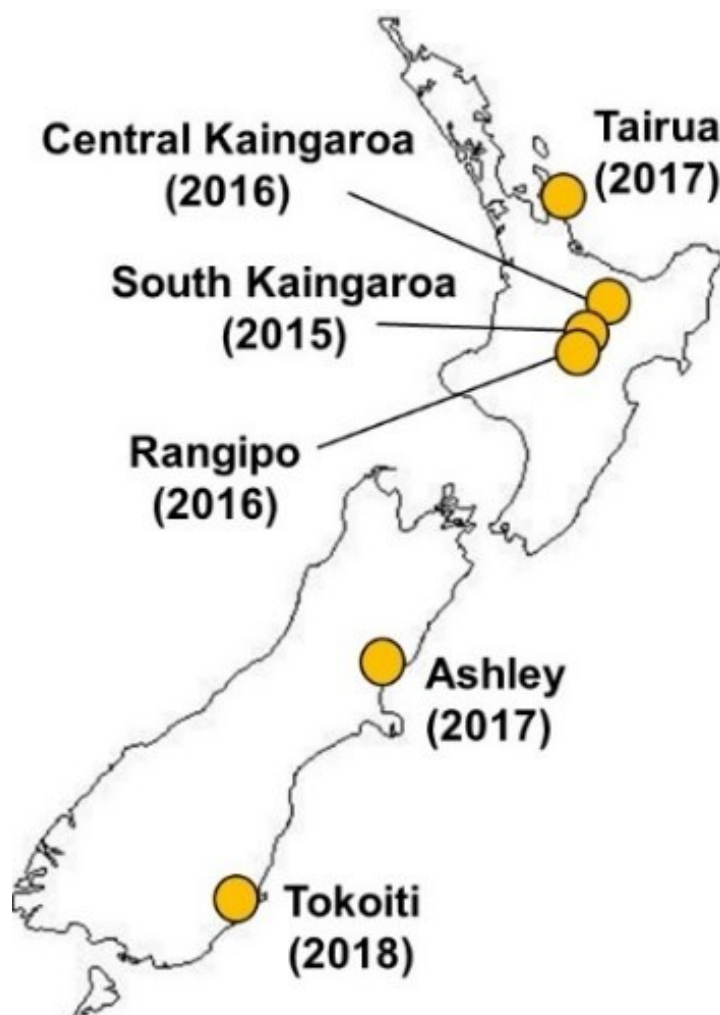 Central Kaingaroa
(2016)
Tairua
(2017)
South Kaingaroa
(2015)
Rangipo
(2016)
Ashley
(2017)
Tokoiti
(2018)